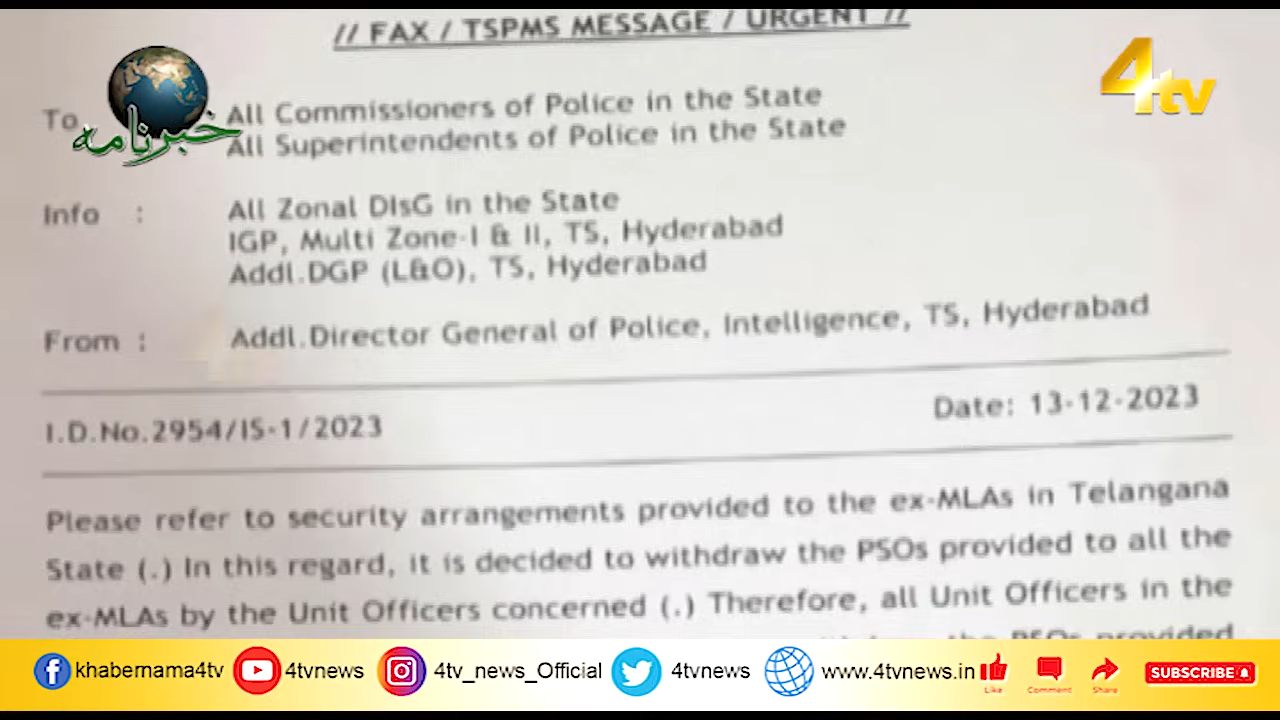 // FAX / TSPMS MESSAGE / URGENT //
4tv
خبرنامہ
To
All Commissioners of Police in the State
All Superintendents of Police in the State
Info : All Zonal DIsG in the State
IGP, Multi Zone-I & II, TS, Hyderabad
Addl.DGP (L&O), TS, Hyderabad
From : Addl.Director General of Police, Intelligence, TS, Hyderabad
I.D.No.2954/IS-1/2023 Date: 13-12-2023
Please refer to security arrangements provided to the ex-MLAs in Telangana
State (.) In this regard, it is decided to withdraw the PSOs provided to all the
ex-MLAs by the Unit Officers concerned (.) Therefore, all Unit Officers in the
the PSOs provided
khabernama4tv 4tvnews 4tv_news_Official 4tvnews www.4tvnews.in Like Comment Share SUBSCRIBE